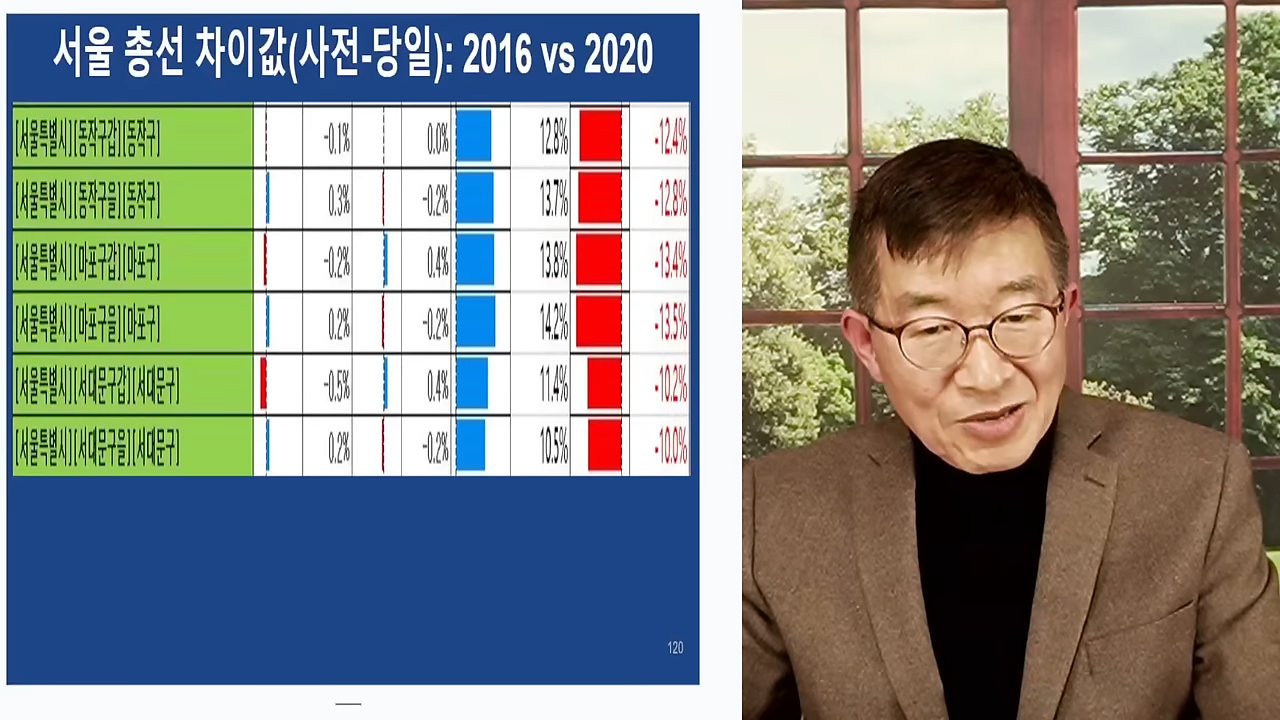 서울 총선 차이값(사전-당일): 2016 vs 2020
[서울특별시][동작구갑][동작구] -0.1% 0.0% 12.8% -12.4%
[서울특별시][동작구을][동작구] 0.3% -0.2% 13.7% -12.8%
[서울특별시][마포구갑][마포구] -0.2% 0.4% 13.8% -13.4%
[서울특별시][마포구을][마포구] 0.2% -0.2% 14.2% -13.5%
[서울특별시][서대문구갑][서대문구] -0.5% 0.4% 11.4% -10.2%
[서울특별시][서대문구을][서대문구] 0.2% -0.2% 10.5% -10.0%
120